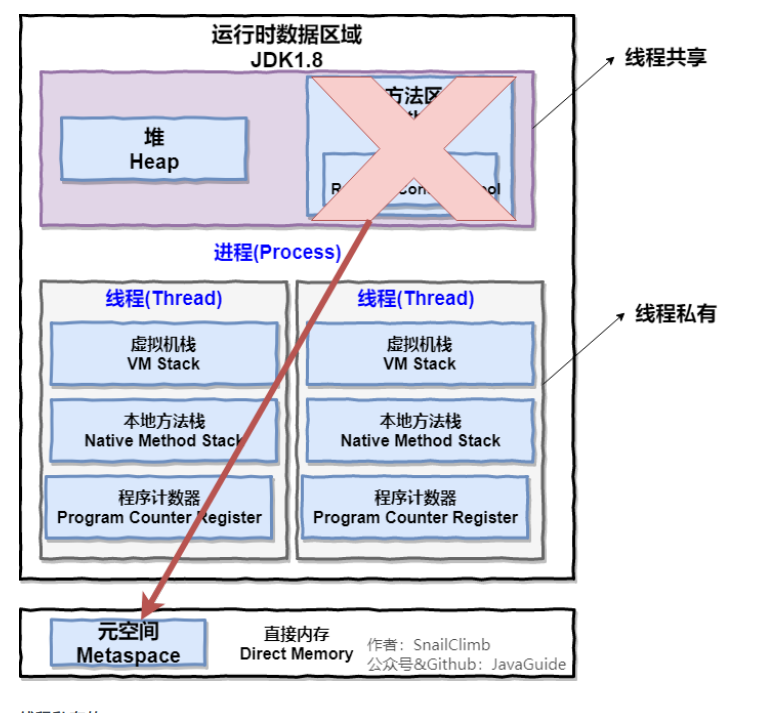 运行时数据区域
JDK1.8
线程共享
方法区
堆
Heap
进程(Process)
线程(Thread)
线程(Thread)
线程私有
虚拟机栈
VM Stack
虚拟机栈
VM Stack
本地方法栈
Native Method Stack
本地方法栈
Native Method Stack
程序计数器
Program Counter Register
程序计数器
Program Counter Register
元空间
Metaspace
直接内存
Direct Memory
作者：SnailClimb
公众号&Github：JavaGuide